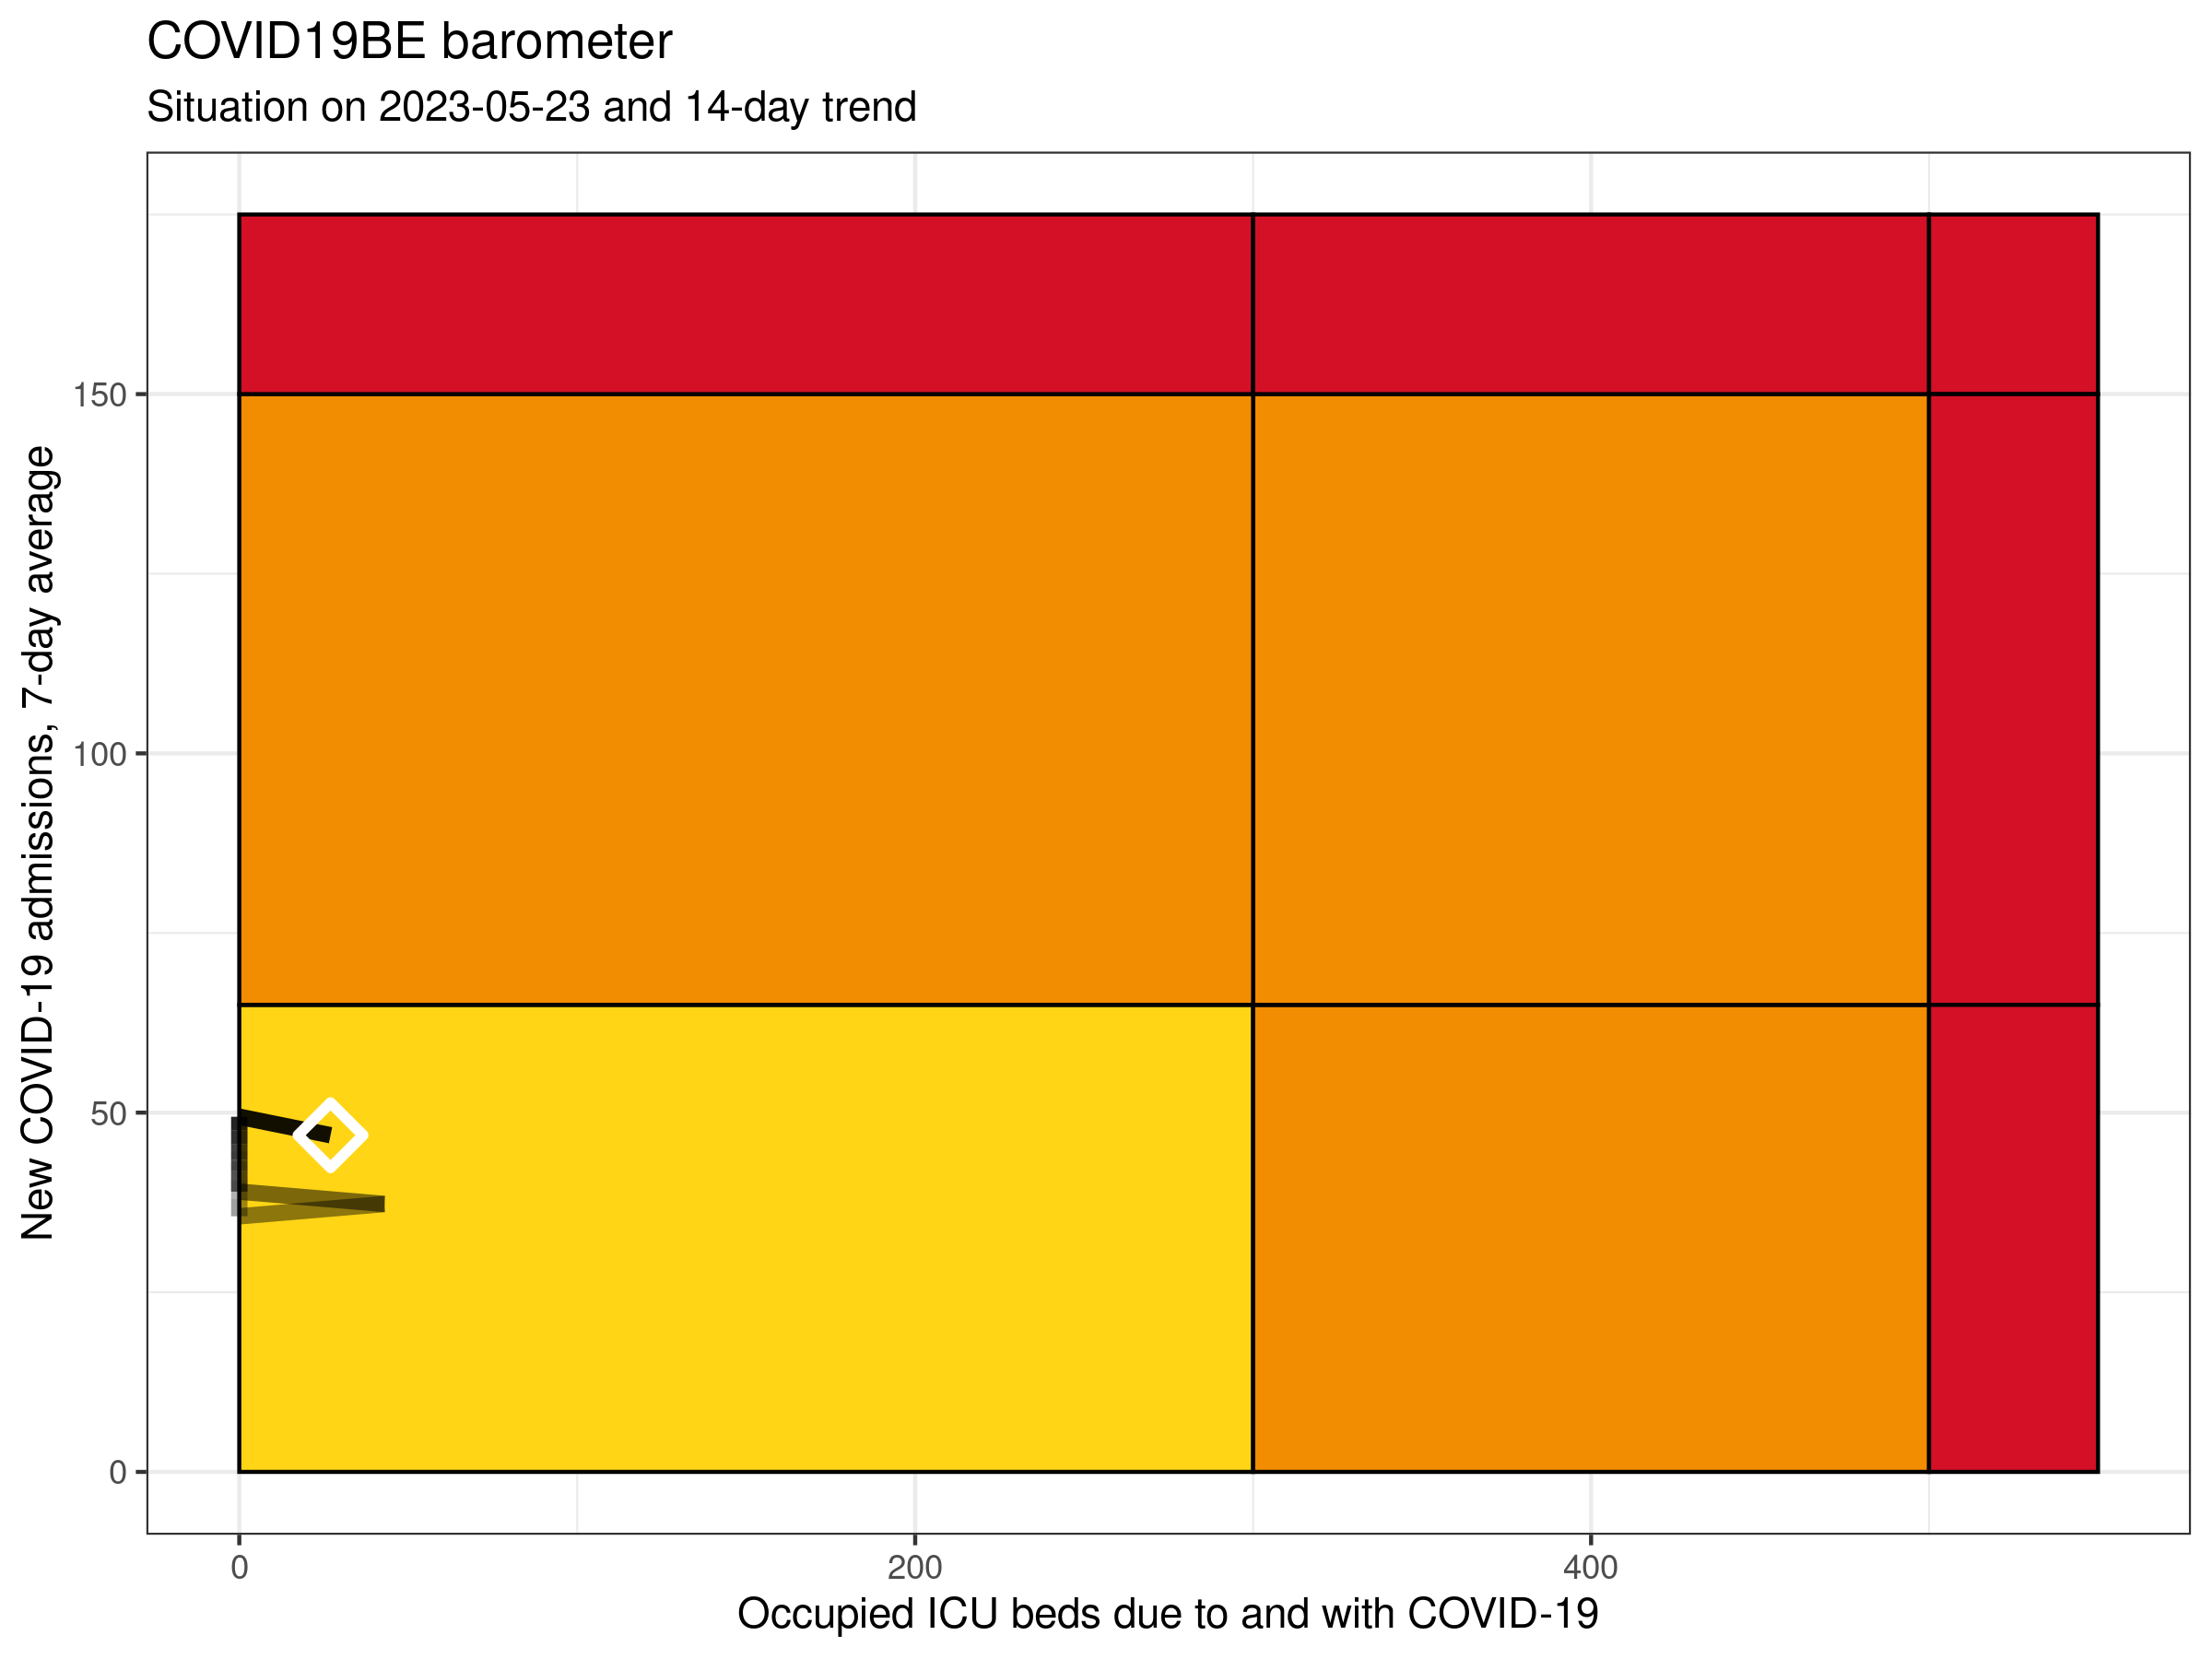 COVID19BE barometer
Situation on 2023-05-23 and 14-day trend
New COVID-19 admissions, 7-day average
150
100
50
0
0
200
400
Occupied ICU beds due to and with COVID-19